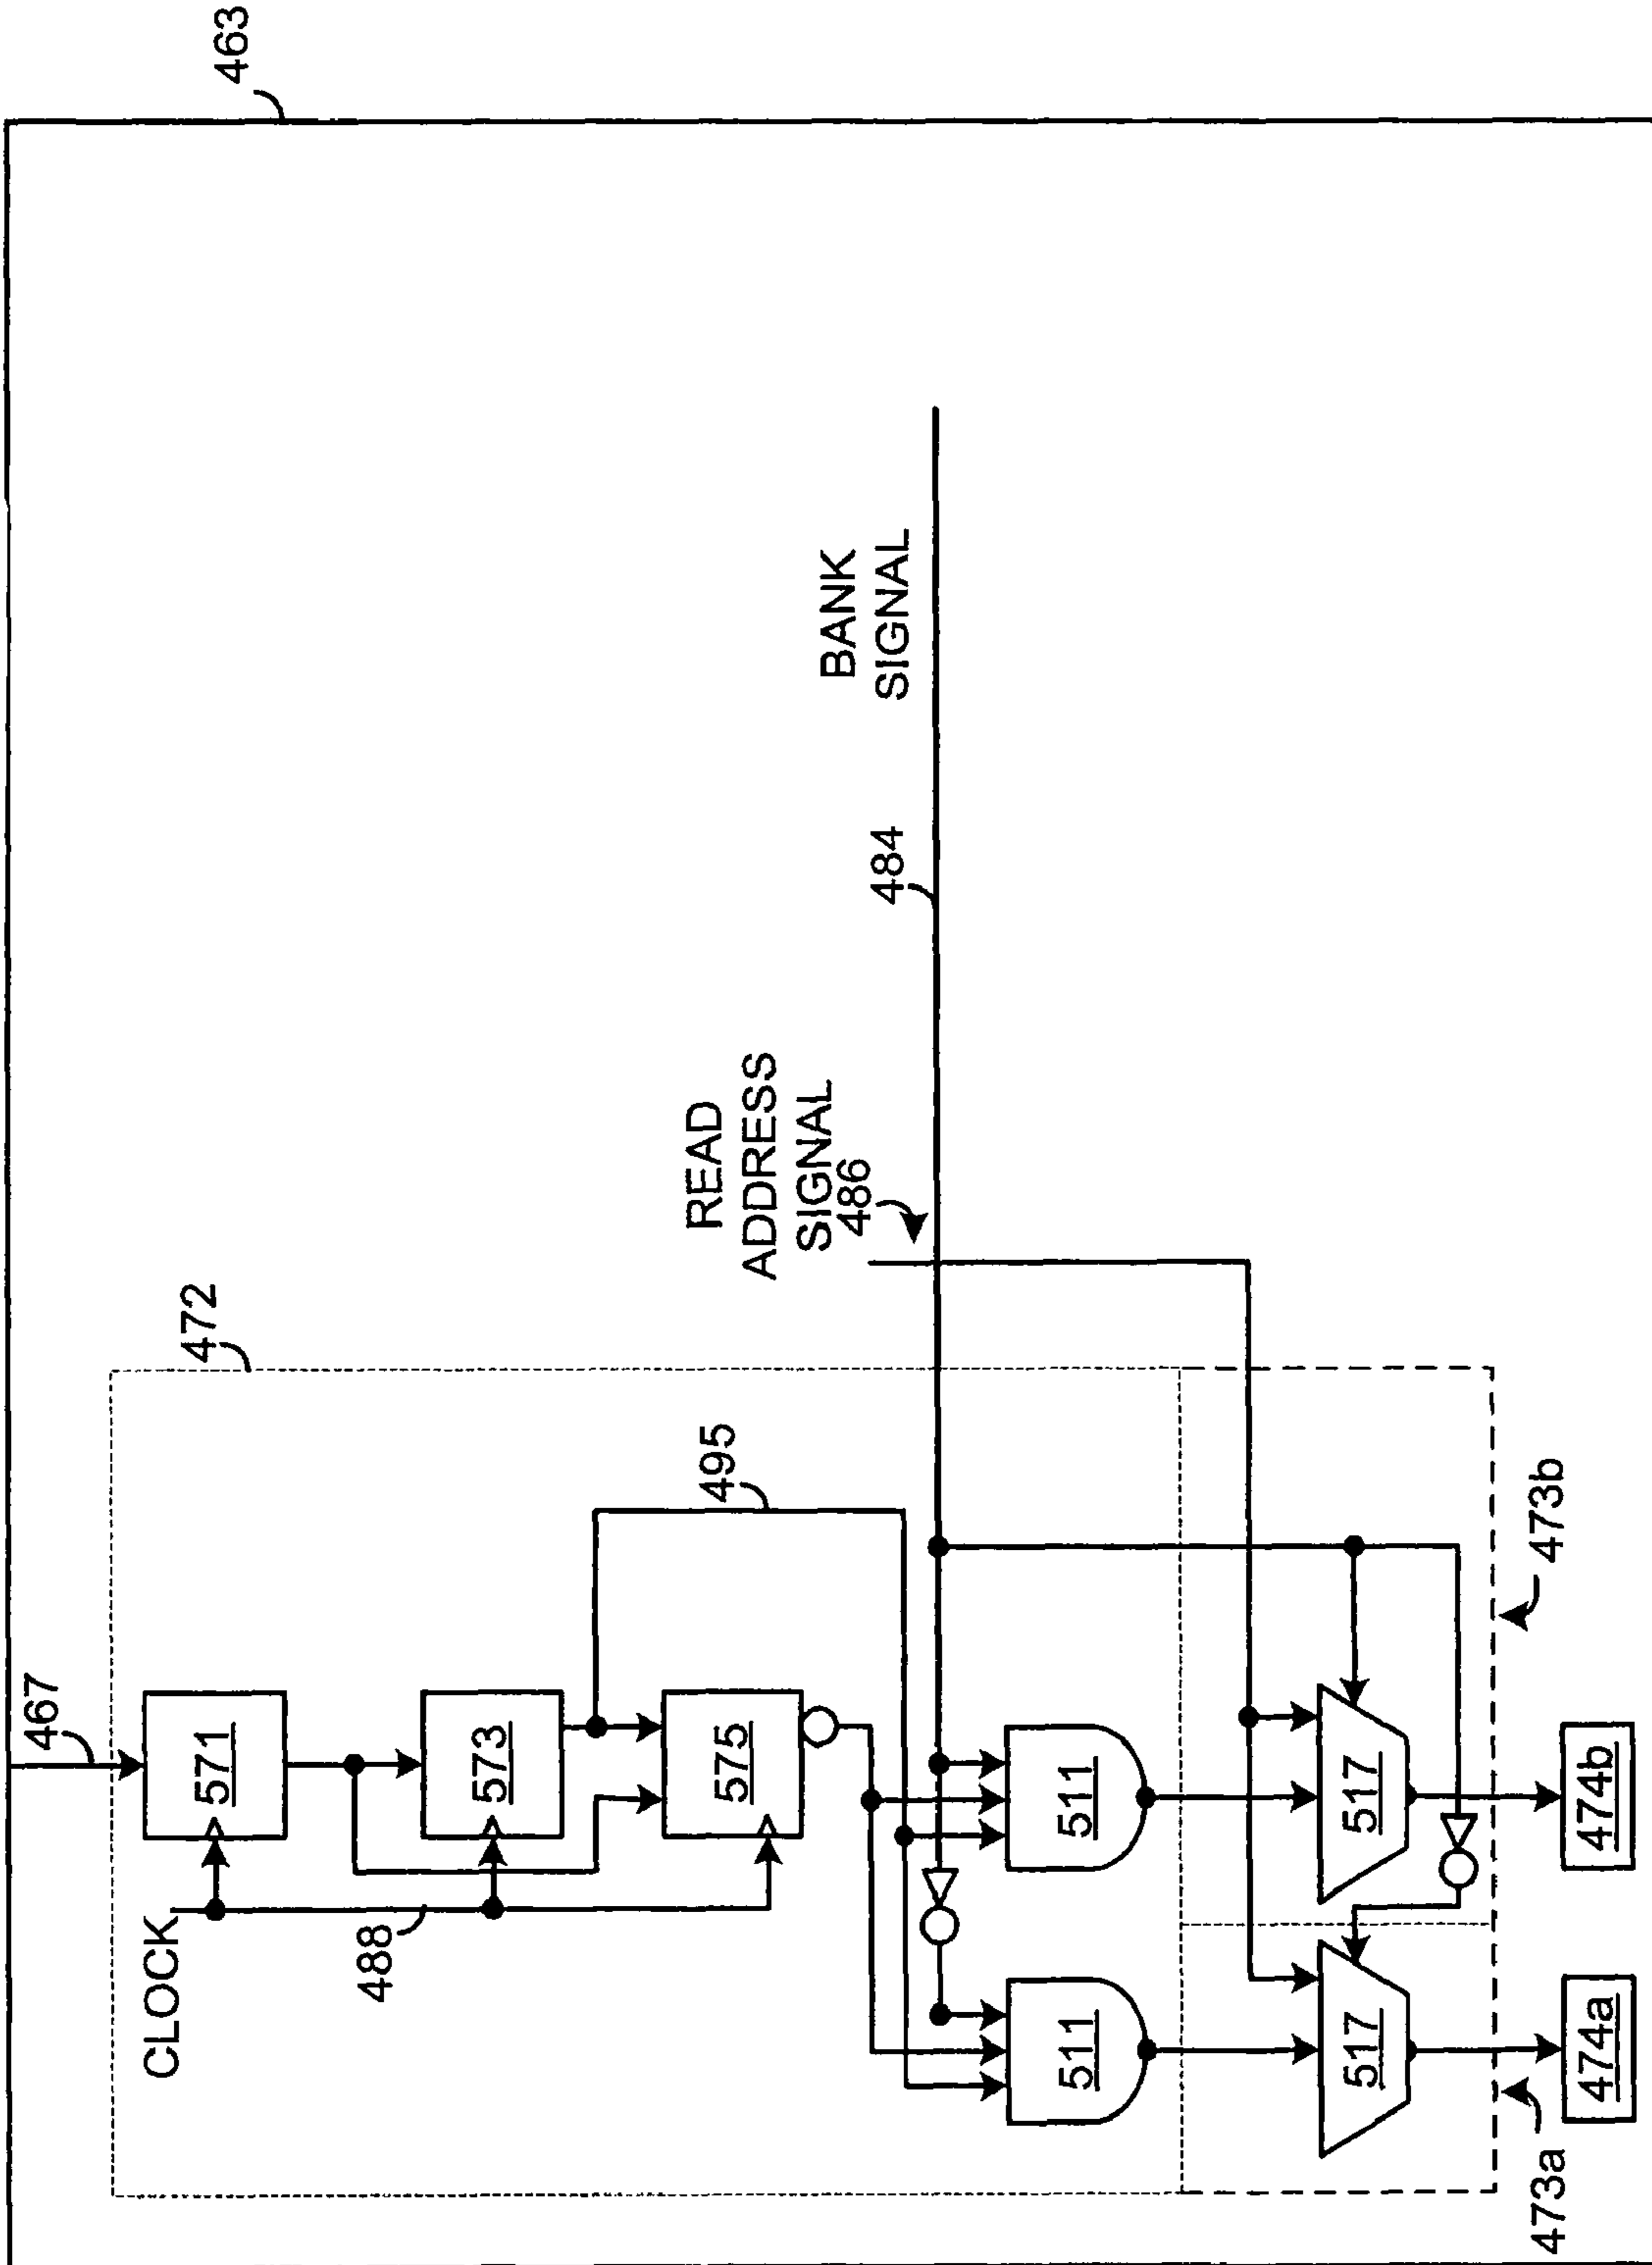 463
472
467
CLOCK
571
573
575
488
495
READ
ADDRESS
SIGNAL
486
484
BANK
SIGNAL
511
511
517
517
473a
473b
474a
474b